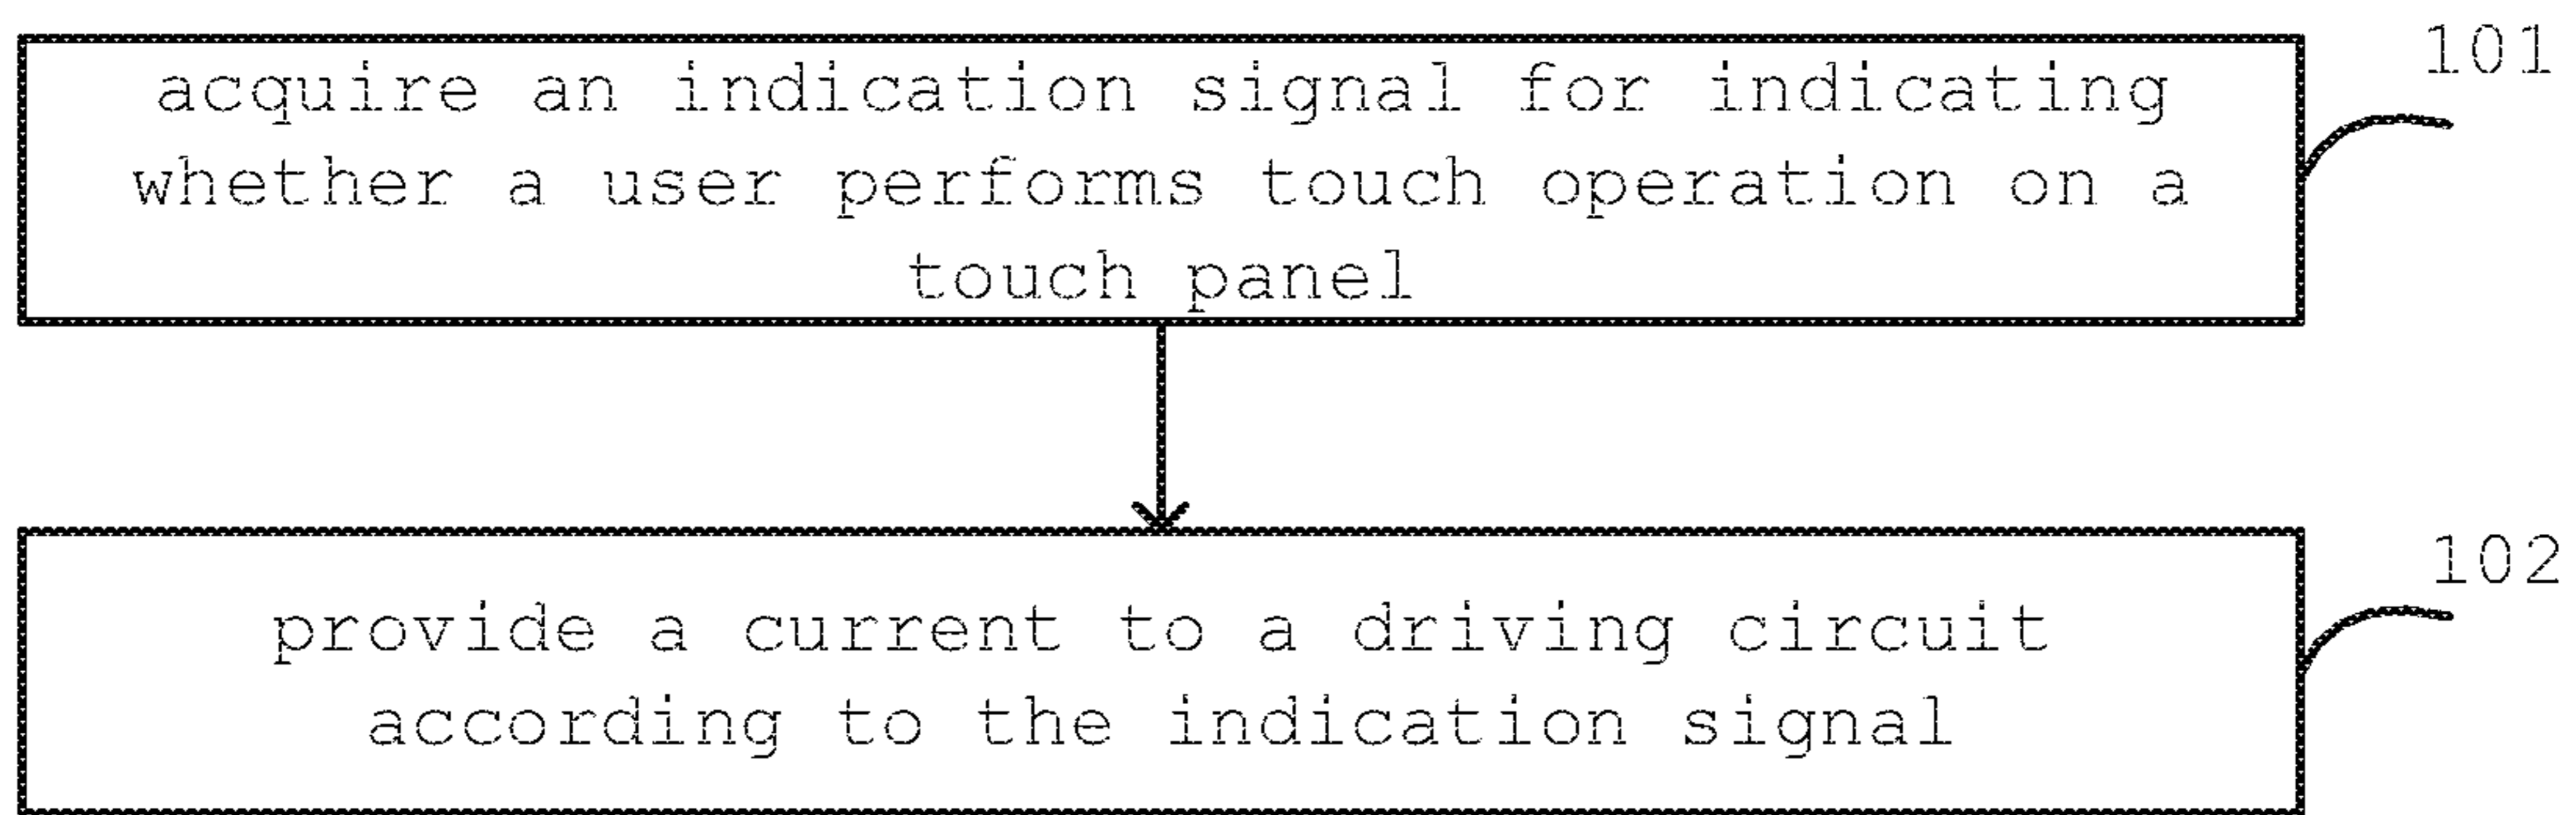 101
acquire an indication signal for indicating
whether a user performs touch operation on a
touch panel
102
provide a current to a driving circuit
according to the indication signal